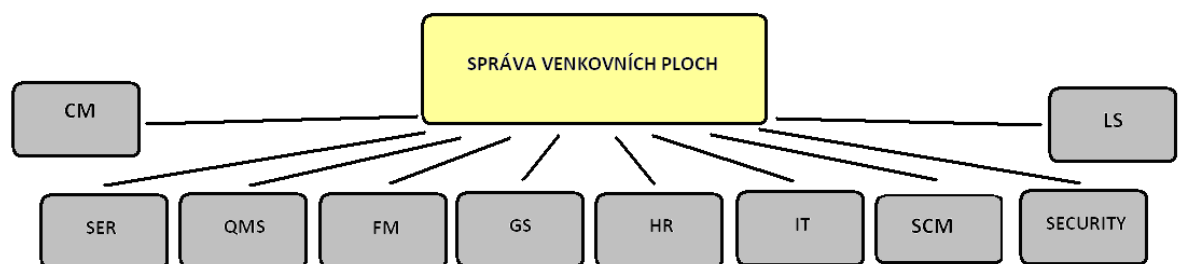 SPRÁVA VENKOVNÍCH PLOCH
CM
LS
SER
QMS
FM
GS
HR
IT
SCM
SECURITY